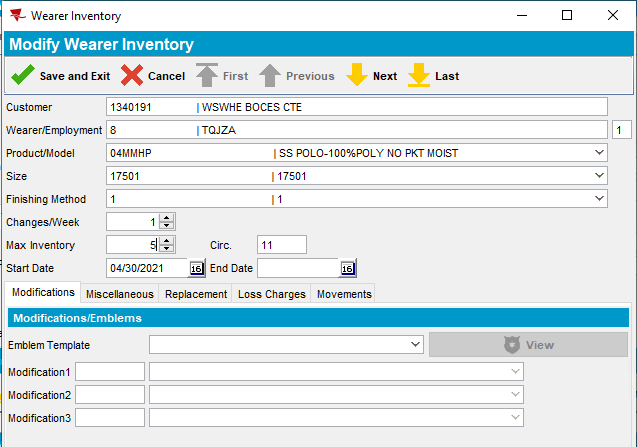 Wearer Inventory
Modify Wearer Inventory
Save and Exit Cancel First Previous Next Last
Customer 1340191 | WSWHE BOCES CTE
Wearer/Employment 8 | TQJZA 1
Product/Model 04MMHP | SS POLO-100%POLY NO PKT MOIST
Size 17501 | 17501
Finishing Method 1 | 1
Changes/Week 1
Max Inventory 5 Circ. 11
Start Date 04/30/2021 16 End Date 16
Modifications Miscellaneous Replacement Loss Charges Movements
Modifications/Emblems
Emblem Template View
Modification1
Modification2
Modification3